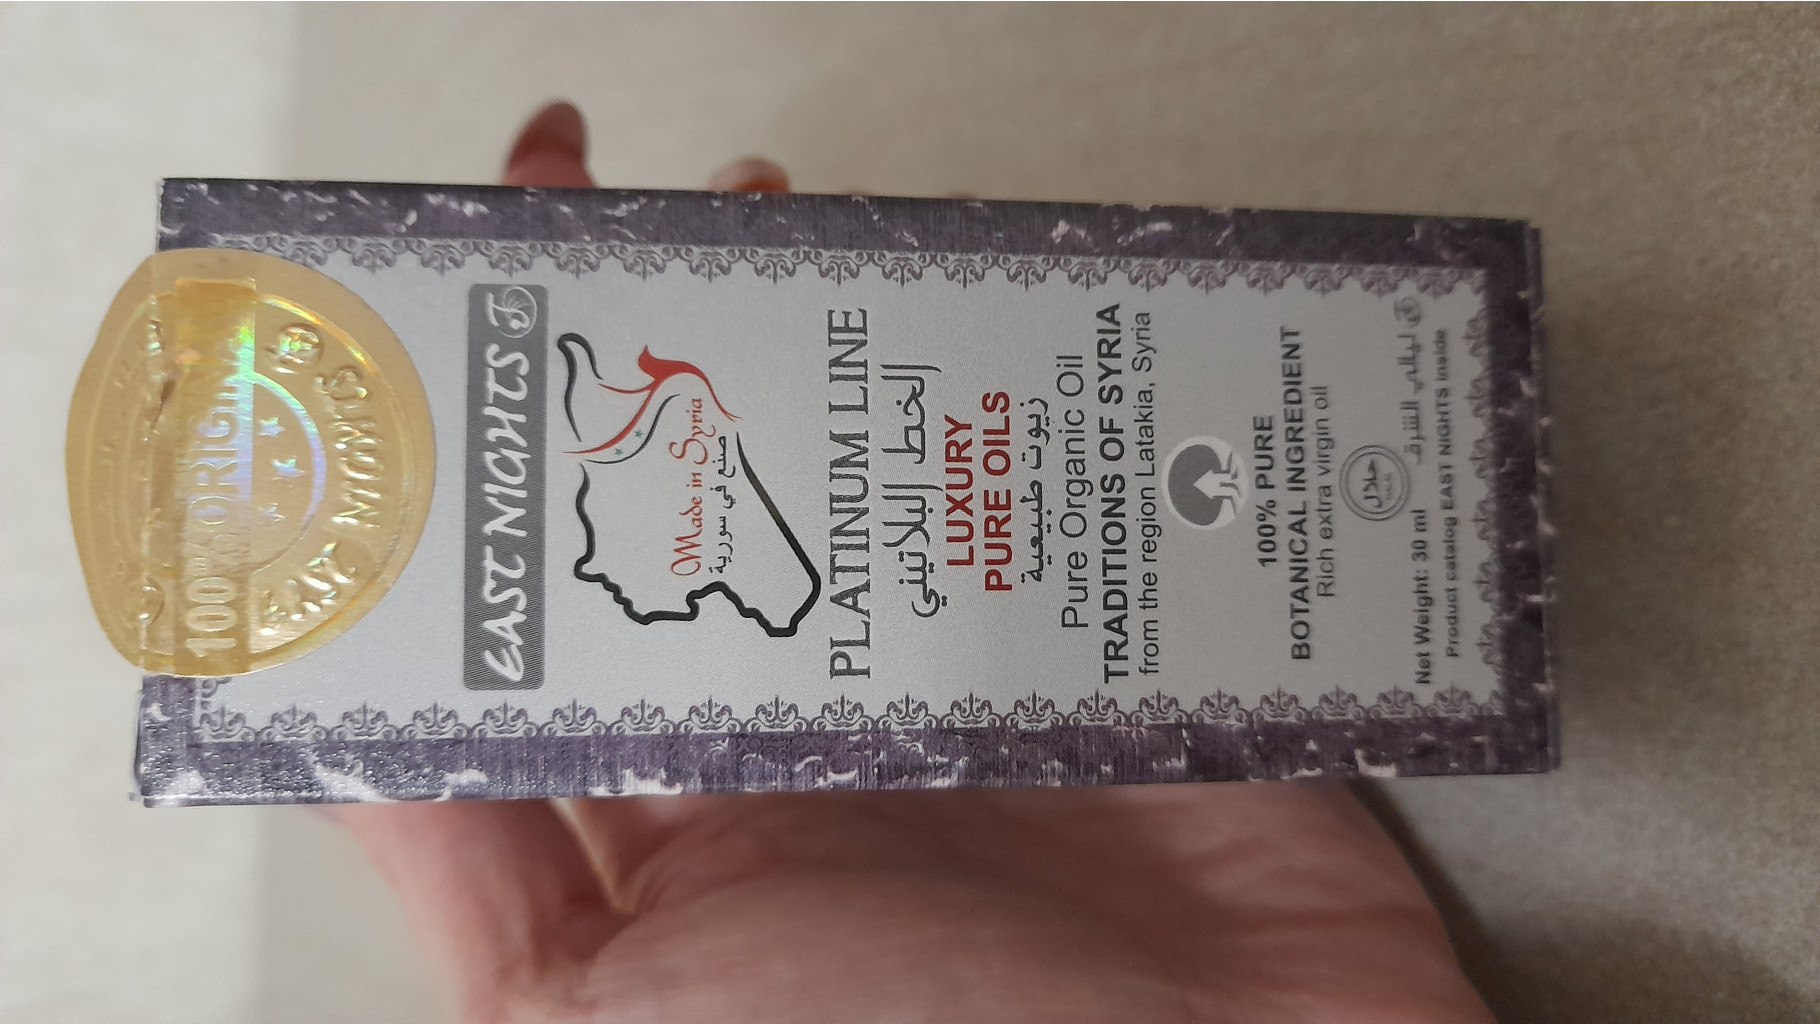 100% ORIGIN
EAST NIGHTS
EAST NIGHTS
Made in Syria
صنع في سورية
PLATINUM LINE
الخط البلاتيني
LUXURY
PURE OILS
زيوت طبيعية
Pure Organic Oil
TRADITIONS OF SYRIA
from the region Latakia, Syria
100% PURE
BOTANICAL INGREDIENT
Rich extra virgin oil
حلال
HALAL
Net Weight: 30 ml ليالي الشرق
Product catalog EAST NIGHTS inside